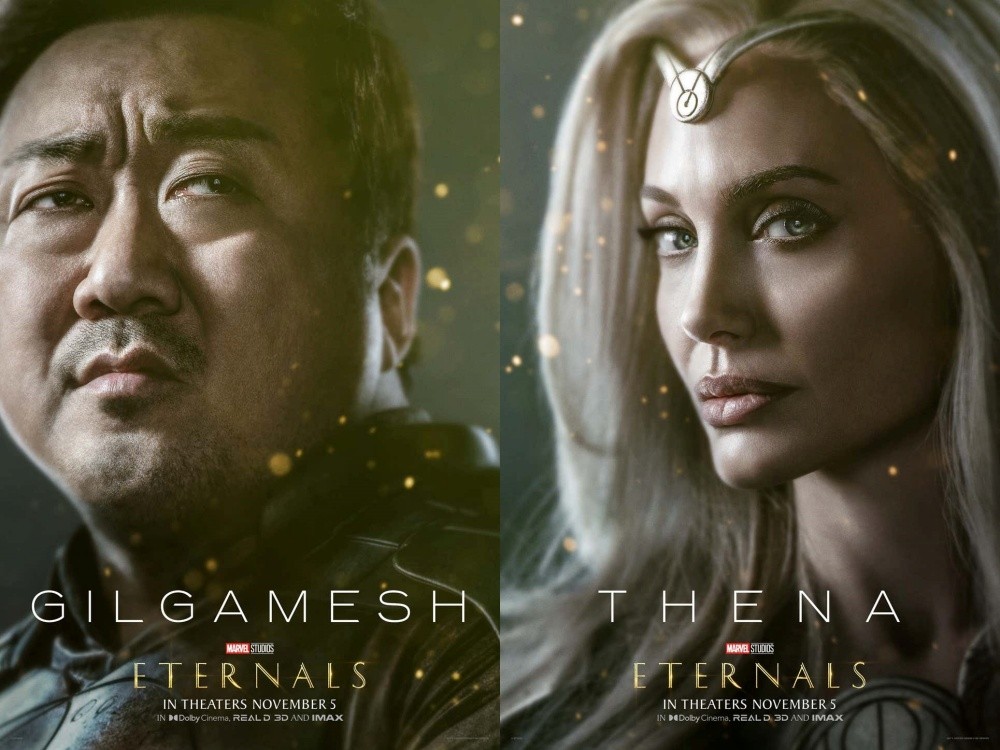 GILGAMESH
MARVEL STUDIOS
ETERNALS
IN THEATERS NOVEMBER 5
IN Dolby Cinema, REAL D 3D AND IMAX
THENA
MARVEL STUDIOS
ETERNALS
IN THEATERS NOVEMBER 5
IN Dolby Cinema, REAL D 3D AND IMAX